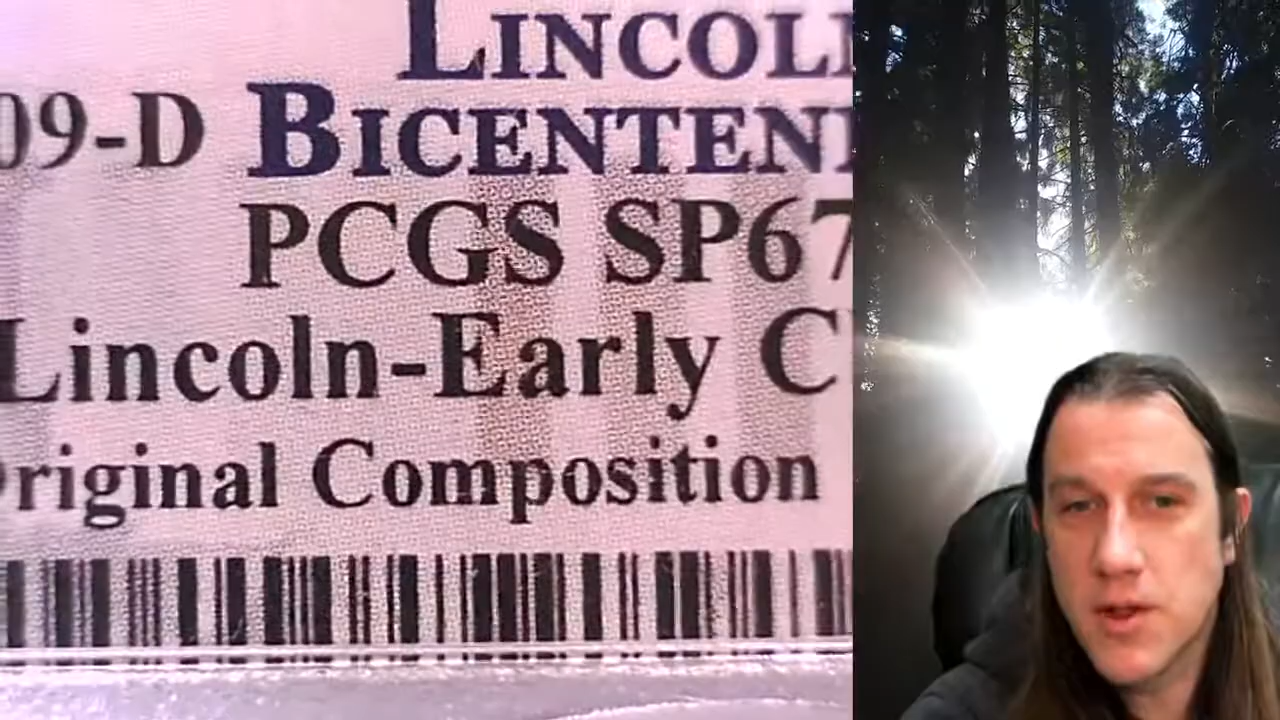 LINCOL
09-D BICENTEN
PCGS SP67
Lincoln-Early C
Original Composition